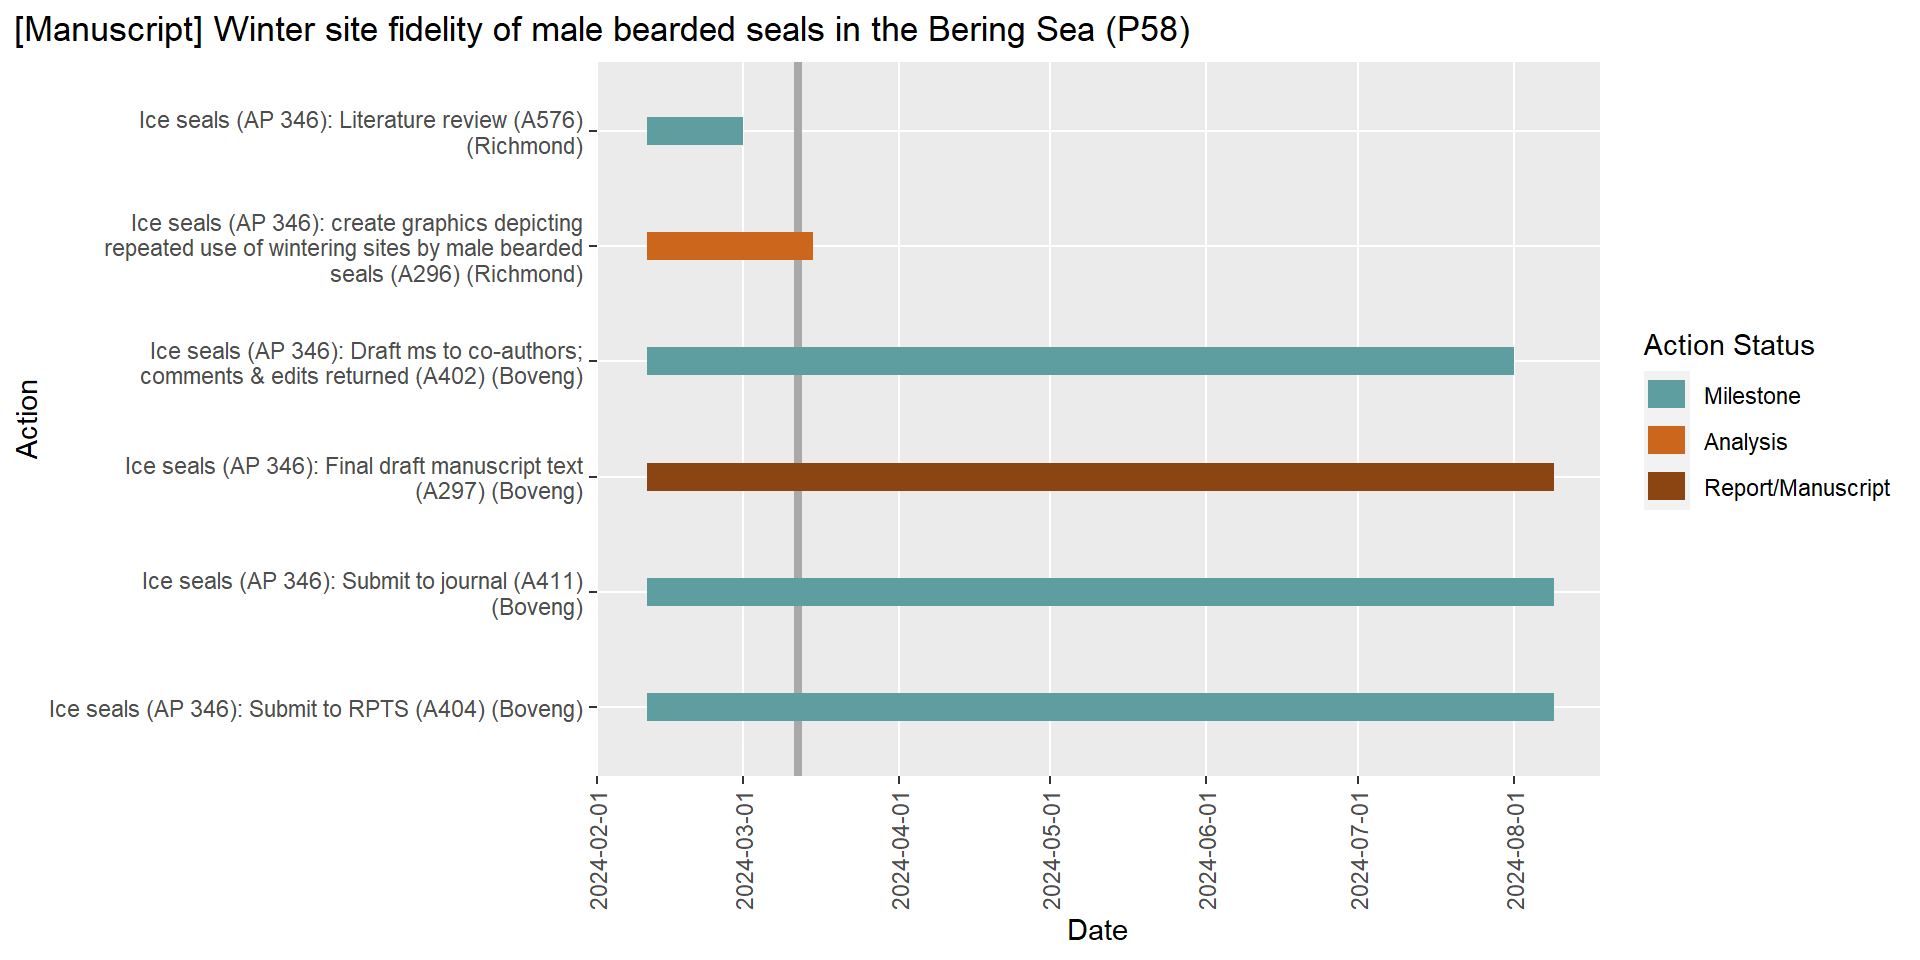 [Manuscript] Winter site fidelity of male bearded seals in the Bering Sea (P58)
Ice seals (AP 346): Literature review (A576)
(Richmond)
Ice seals (AP 346): create graphics depicting
repeated use of wintering sites by male bearded
seals (A296) (Richmond)
Ice seals (AP 346): Draft ms to co-authors;
comments & edits returned (A402) (Boveng)
Ice seals (AP 346): Final draft manuscript text
(A297) (Boveng)
Ice seals (AP 346): Submit to journal (A411)
(Boveng)
Ice seals (AP 346): Submit to RPTS (A404) (Boveng)
Action
2024-02-01
2024-03-01
2024-04-01
2024-05-01
2024-06-01
2024-07-01
2024-08-01
Date
Action Status
Milestone
Analysis
Report/Manuscript